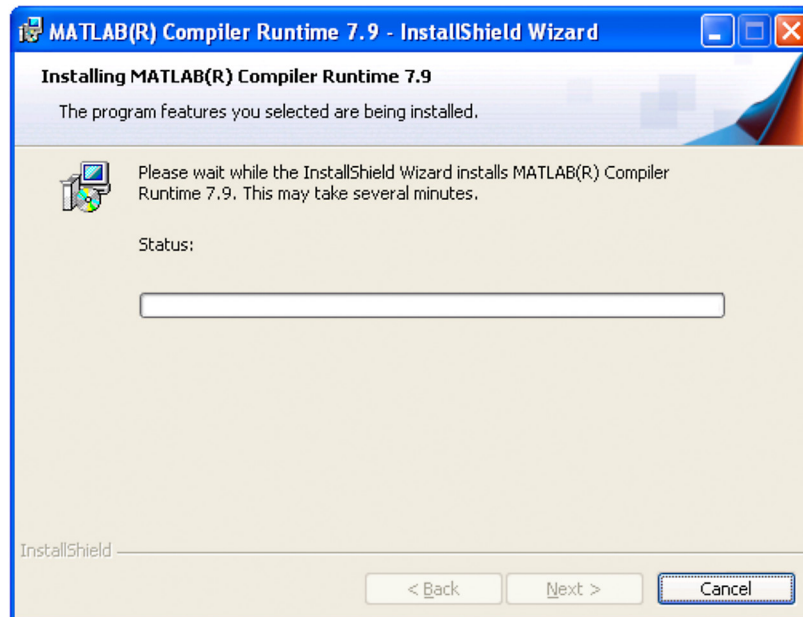 MATLAB(R) Compiler Runtime 7.9 - InstallShield Wizard
Installing MATLAB(R) Compiler Runtime 7.9
The program features you selected are being installed.
Please wait while the InstallShield Wizard installs MATLAB(R) Compiler
Runtime 7.9. This may take several minutes.
Status:
InstallShield
< Back Next > Cancel